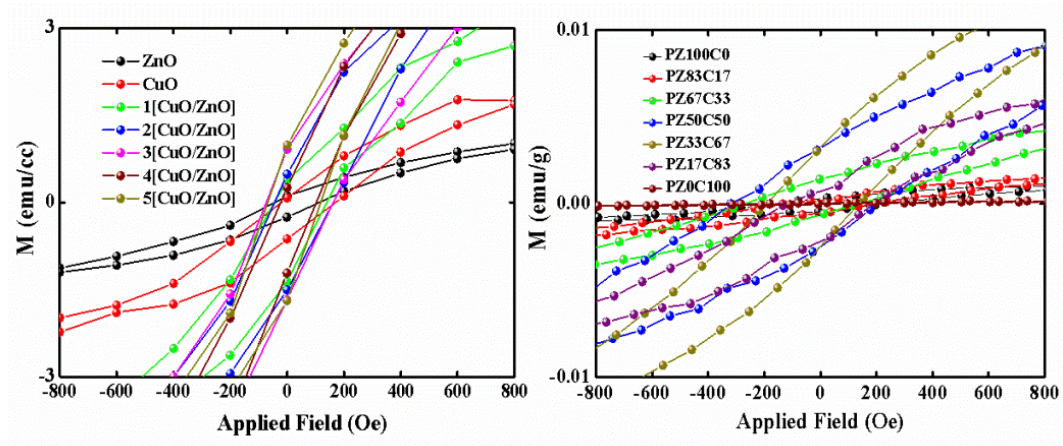 3
0
-3
M (emu/cc)
ZnO
CuO
1[CuO/ZnO]
2[CuO/ZnO]
3[CuO/ZnO]
4[CuO/ZnO]
5[CuO/ZnO]
-800 -600 -400 -200 0 200 400 600 800
Applied Field (Oe)
0.01
0.00
-0.01
M (emu/g)
PZ100C0
PZ83C17
PZ67C33
PZ50C50
PZ33C67
PZ17C83
PZ0C100
-800 -600 -400 -200 0 200 400 600 800
Applied Field (Oe)